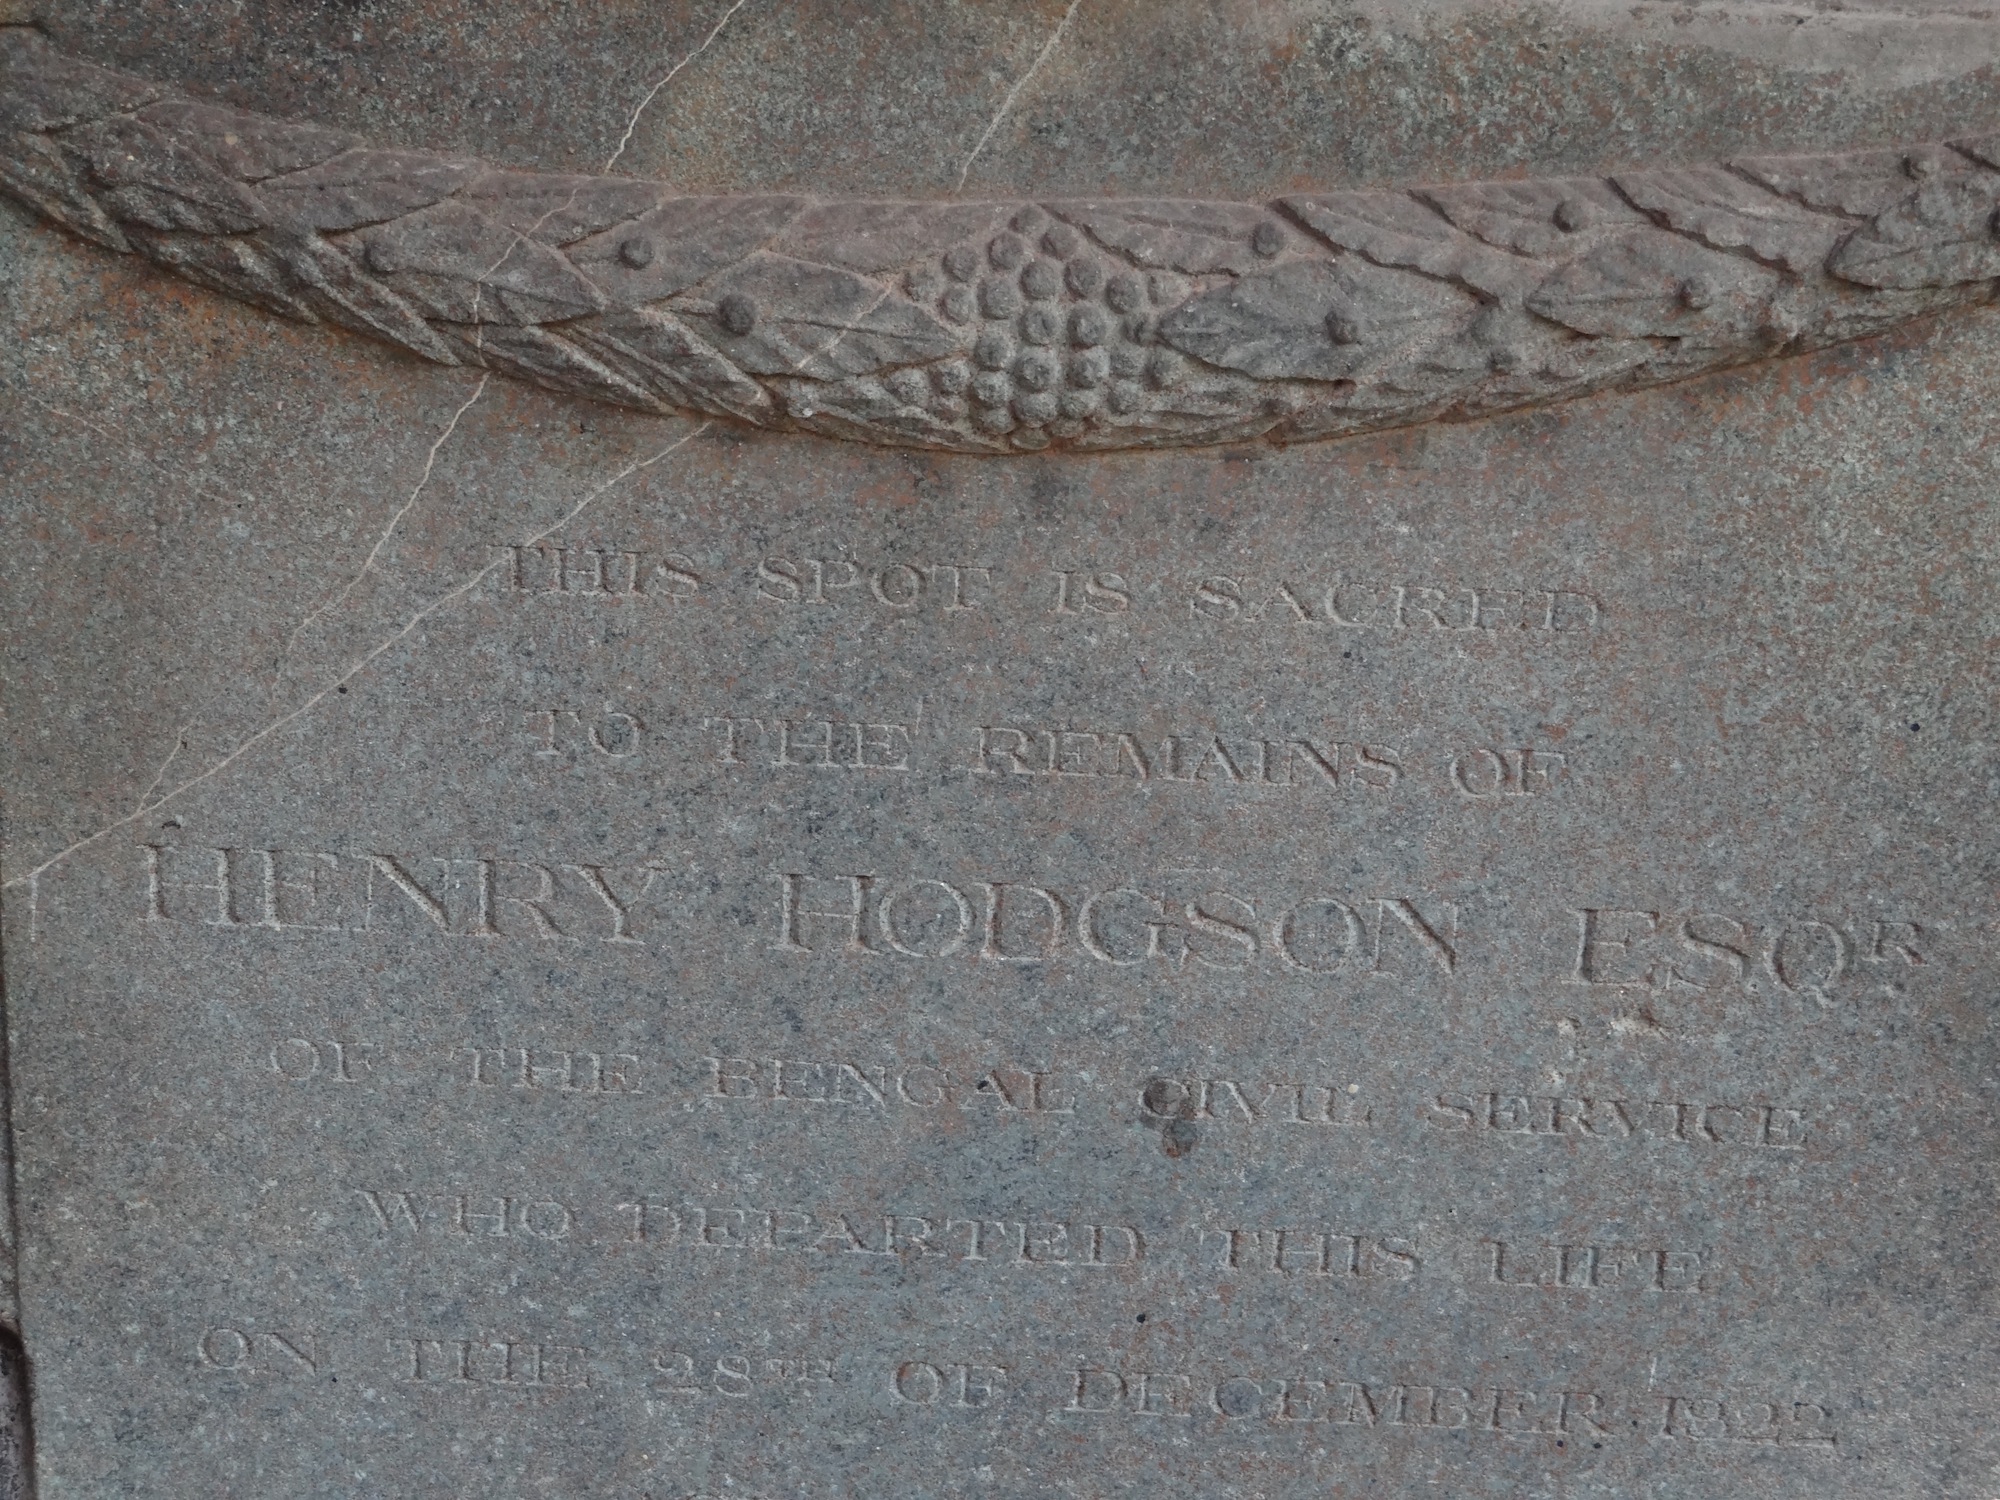 THIS SPOT IS SACRED
TO THE REMAINS OF
HENRY HODGSON ESQR
OF THE BENGAL CIVIL SERVICE
WHO DEPARTED THIS LIFE
ON THE 28TH OF DECEMBER 1822